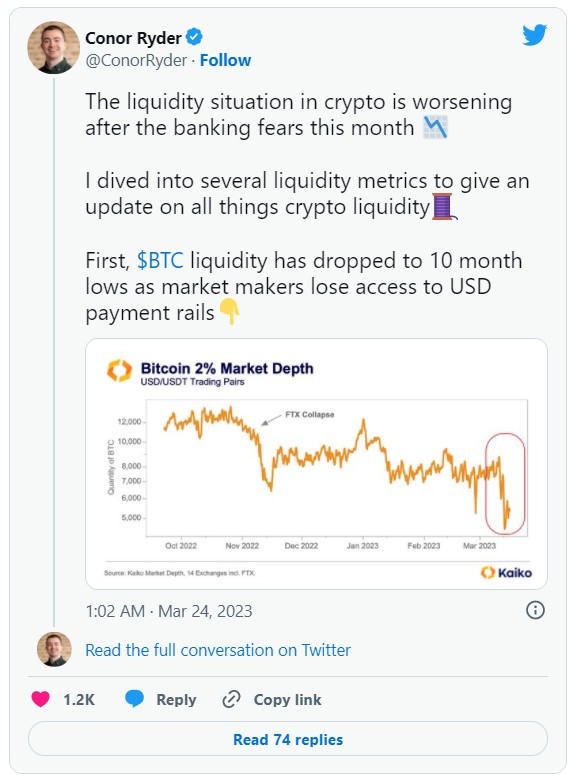 Conor Ryder
@ConorRyder · Follow
The liquidity situation in crypto is worsening
after the banking fears this month
I dived into several liquidity metrics to give an
update on all things crypto liquidity
First, $BTC liquidity has dropped to 10 month
lows as market makers lose access to USD
payment rails
Bitcoin 2% Market Depth
USD/USDT Trading Pairs
FTX Collapse
Quantity of BTC
12,000
10,000
8,000
7,000
6,000
5,000
Oct 2022 Nov 2022 Dec 2022 Jan 2023 Feb 2023 Mar 2023
Source: Kaiko Market Depth, 14 Exchanges incl. FTX.
Kaiko
1:02 AM · Mar 24, 2023
Read the full conversation on Twitter
1.2K Reply Copy link
Read 74 replies